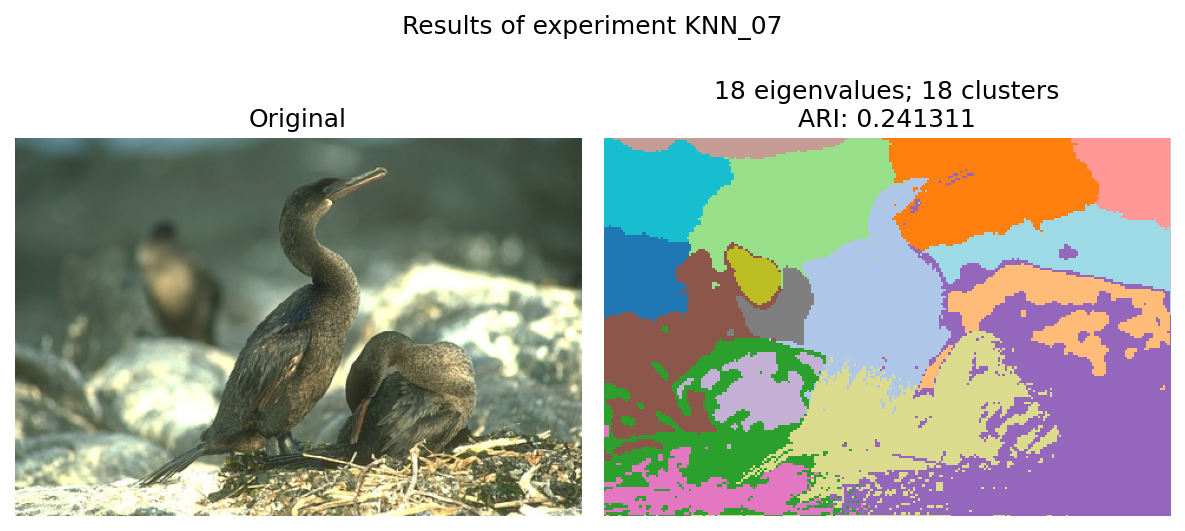 Results of experiment KNN_07
Original
18 eigenvalues; 18 clusters
ARI: 0.241311